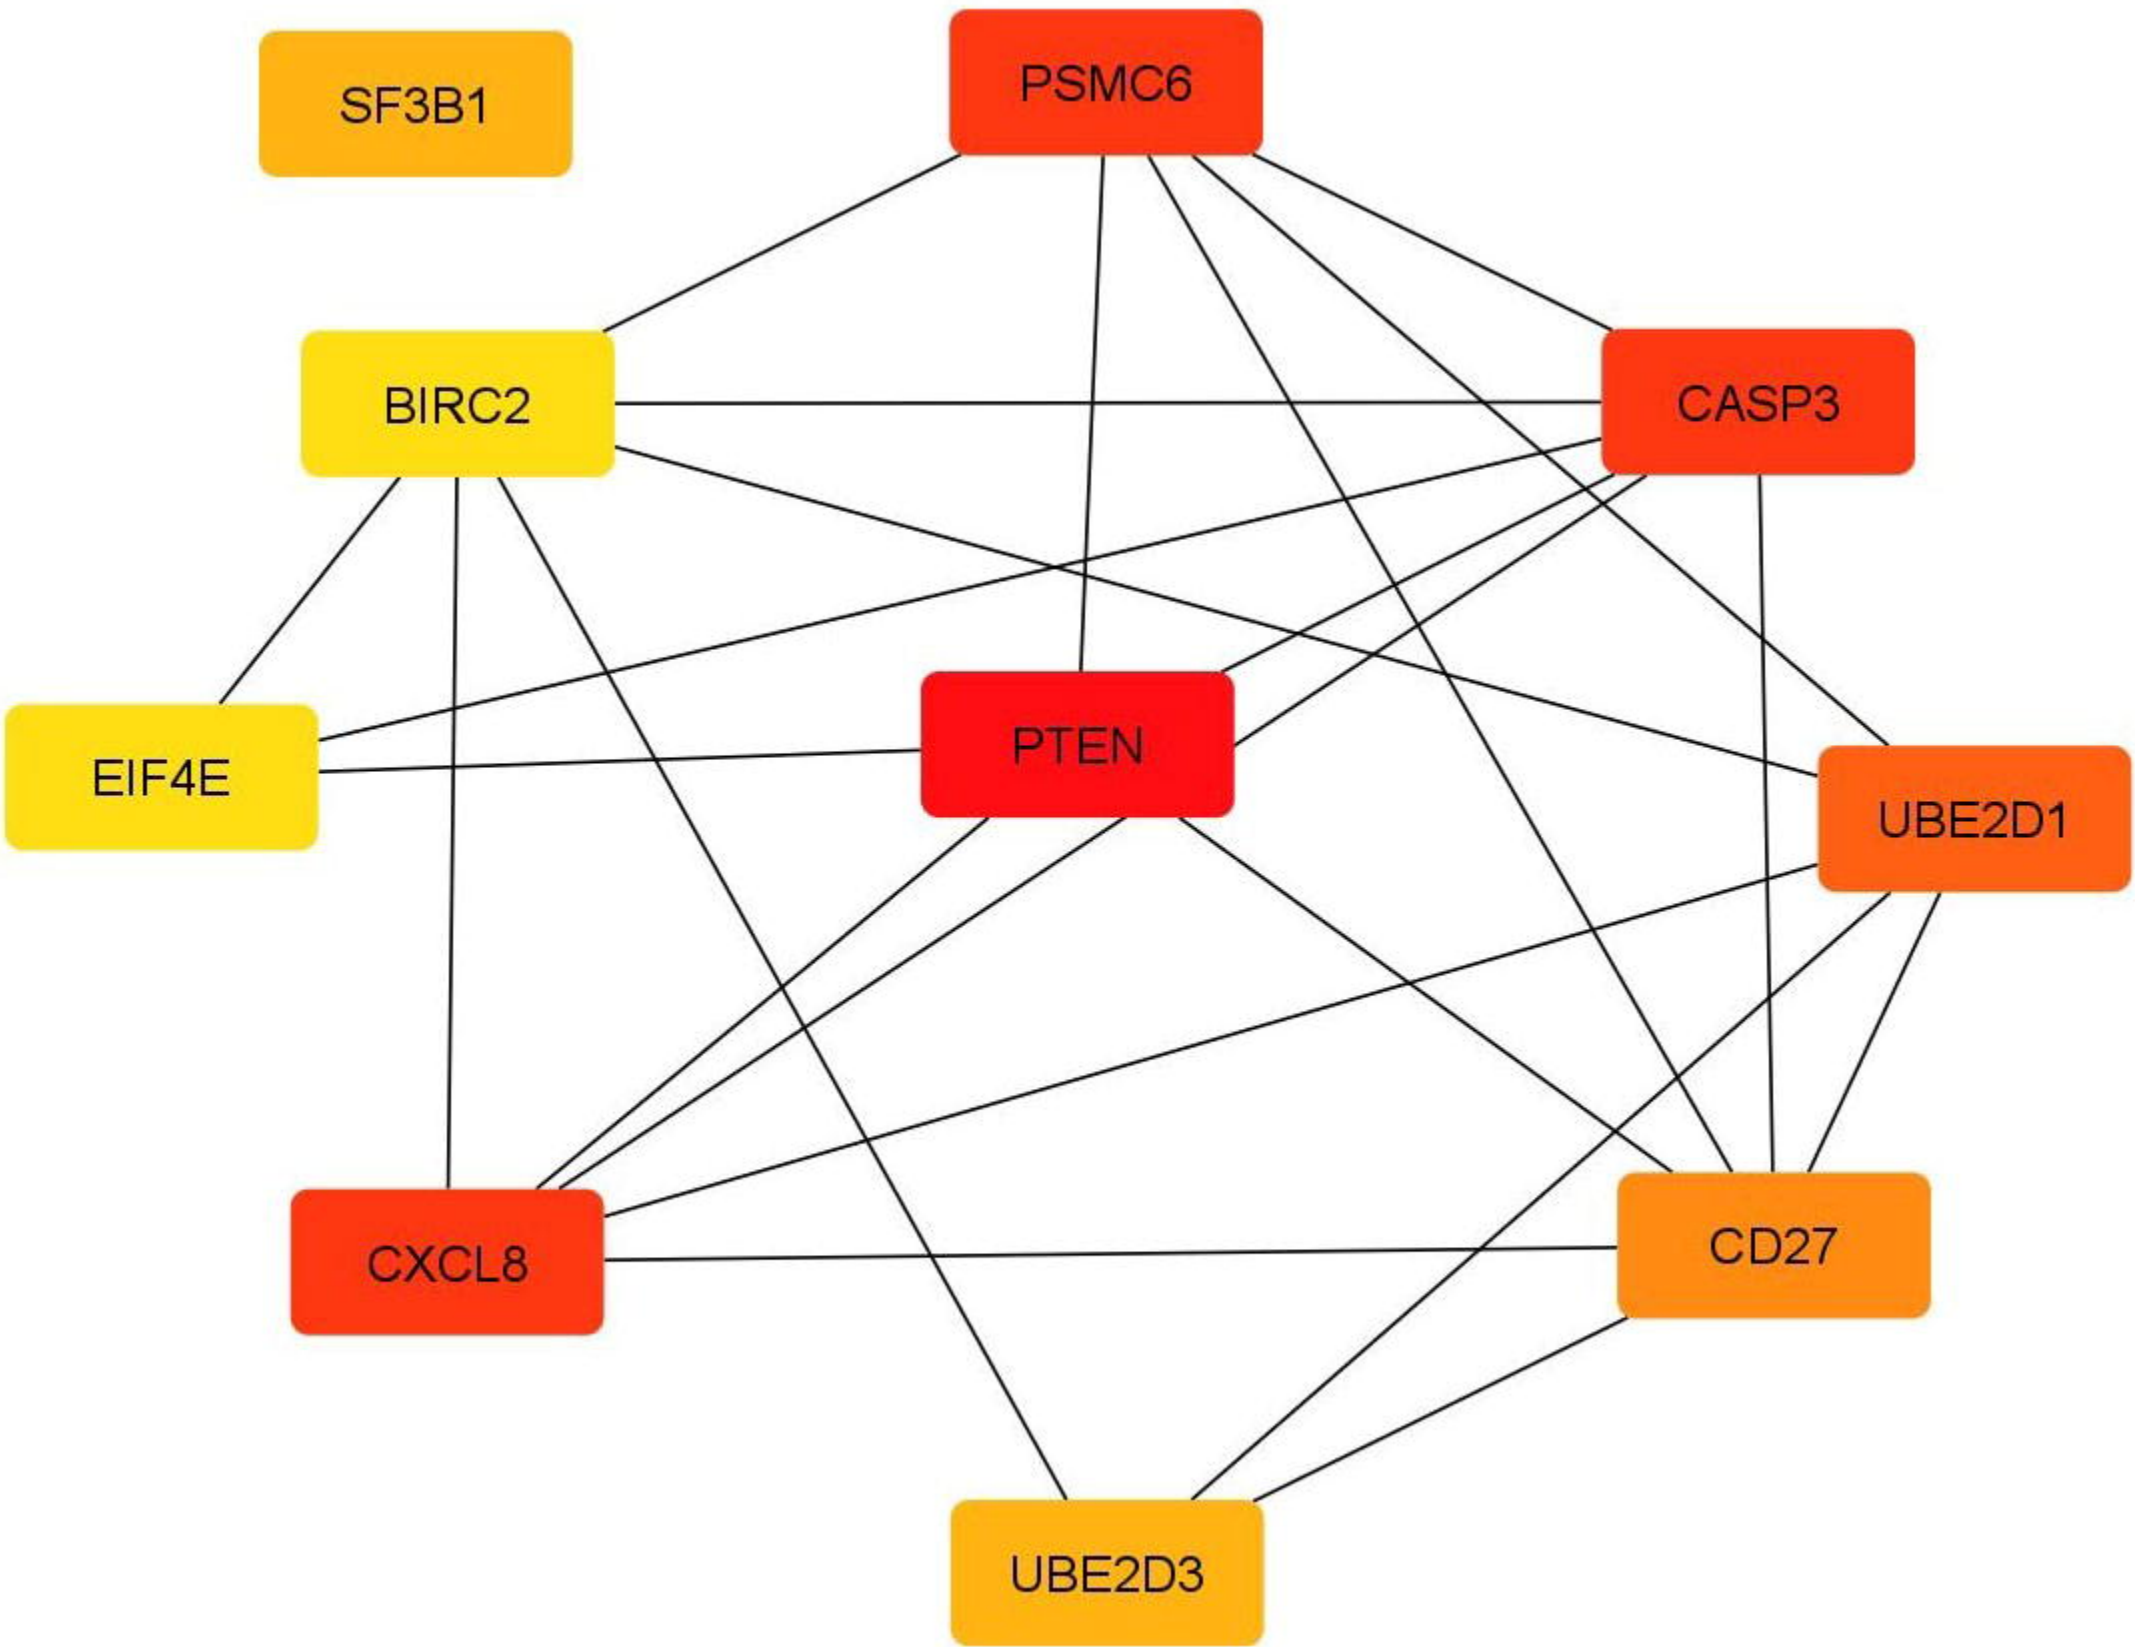 SF3B1
PSMC6
BIRC2
CASP3
EIF4E
PTEN
UBE2D1
CXCL8
CD27
UBE2D3